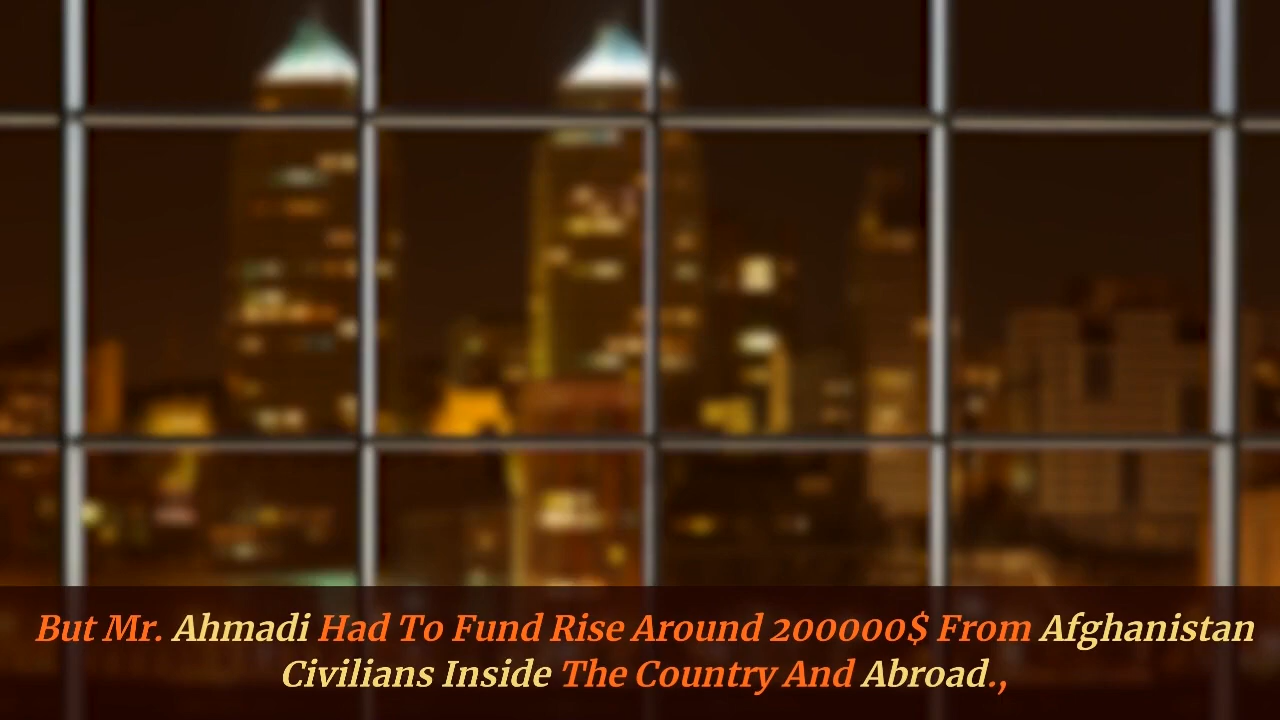 But Mr. Ahmadi Had To Fund Rise Around 200000$ From Afghanistan
Civilians Inside The Country And Abroad.,